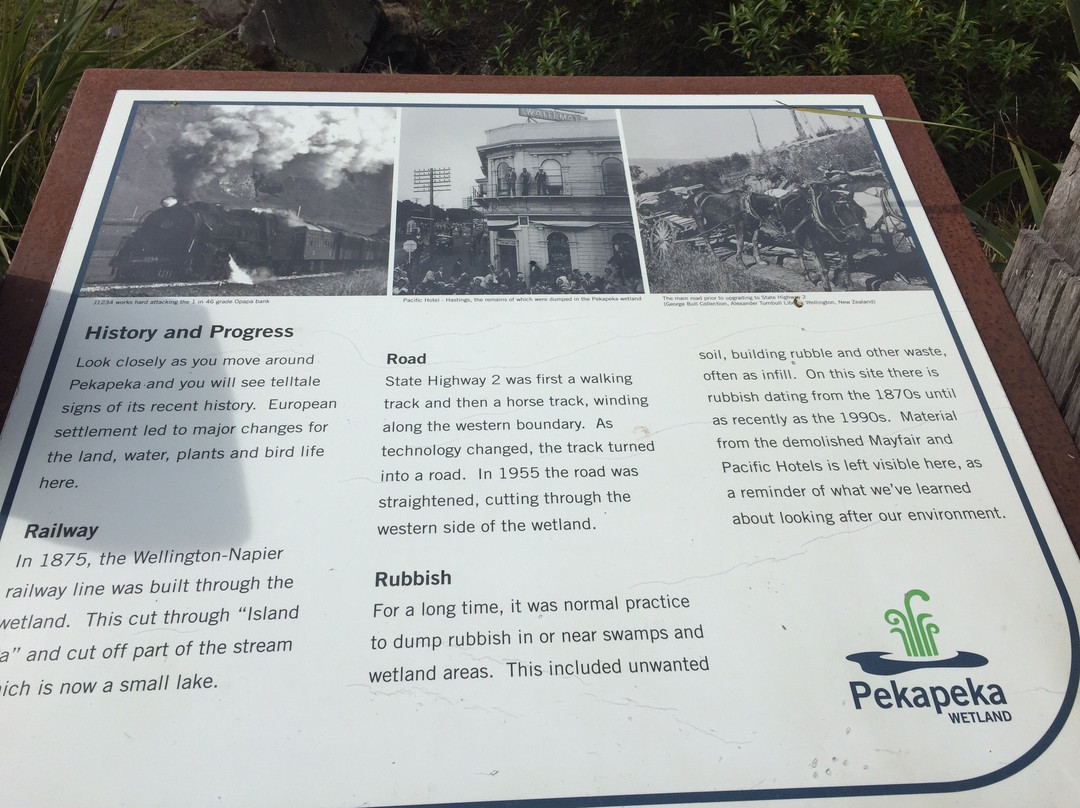 WATTLEMAT
J1234 works hard attacking the 1 in 46 grade Opapa bank
Pacific Hotel - Hastings, the remains of which were dumped in the Pekapeka wetland
The main road prior to upgrading to State Highway 2
(George Bull Collection, Alexander Turnbull Wellington, New Zealand)
History and Progress
Look closely as you move around
Pekapeka and you will see telltale
signs of its recent history. European
settlement led to major changes for
the land, water, plants and bird life
here.
Railway
In 1875, the Wellington-Napier
railway line was built through the
wetland. This cut through “Island
a” and cut off part of the stream
hich is now a small lake.
Road
State Highway 2 was first a walking
track and then a horse track, winding
along the western boundary. As
technology changed, the track turned
into a road. In 1955 the road was
straightened, cutting through the
western side of the wetland.
Rubbish
For a long time, it was normal practice
to dump rubbish in or near swamps and
wetland areas. This included unwanted
soil, building rubble and other waste,
often as infill. On this site there is
rubbish dating from the 1870s until
as recently as the 1990s. Material
from the demolished Mayfair and
Pacific Hotels is left visible here, as
a reminder of what we’ve learned
about looking after our environment.
Pekapeka
WETLAND